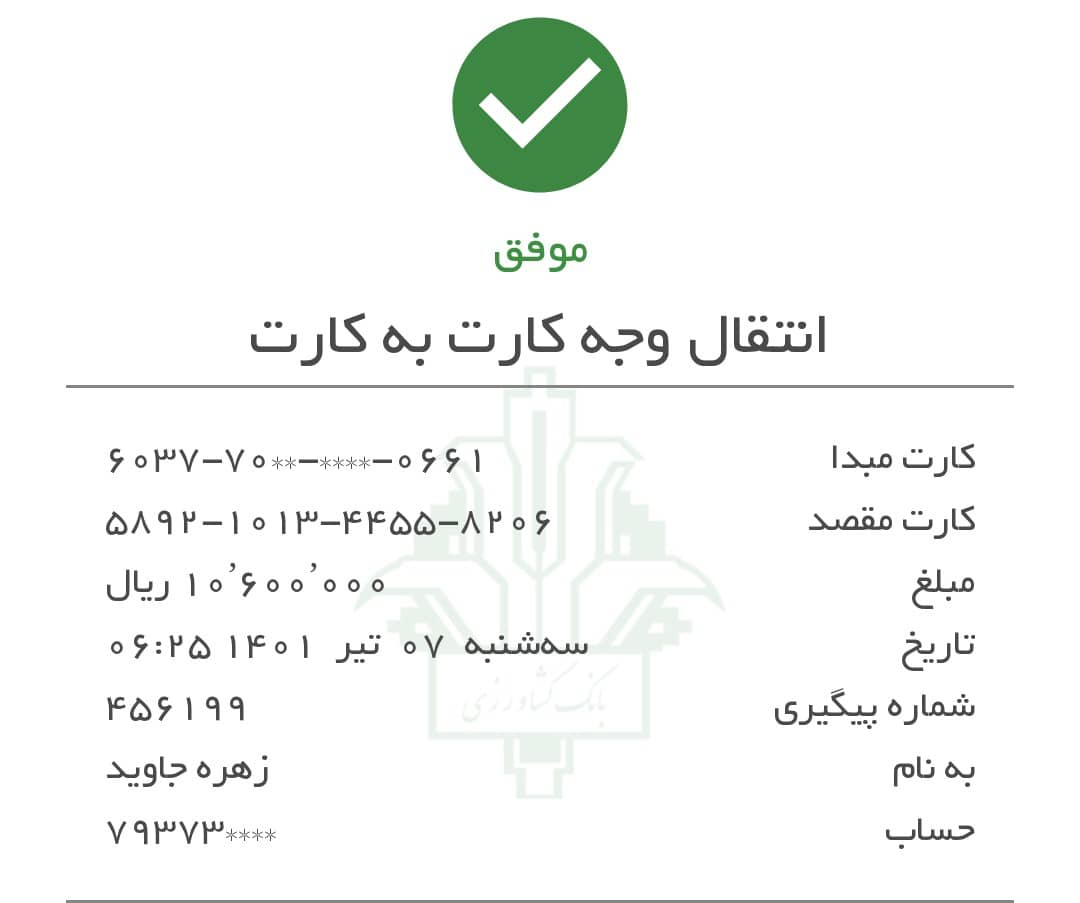 موفق
انتقال وجه کارت به کارت
کارت مبدا ۶۰۳۷-۷۰**-****-۰۶۶۱
کارت مقصد ۵۸۹۲-۱۰۱۳-۴۴۵۵-۸۲۰۶
مبلغ ۱۰٬۶۰۰٬۰۰۰ ریال
تاریخ سه‌شنبه ۰۷ تیر ۱۴۰۱ ۰۶:۲۵
شماره پیگیری ۴۵۶۱۹۹
بانک کشاورزی
به نام زهره جاوید
حساب ۷۹۳۷۳****